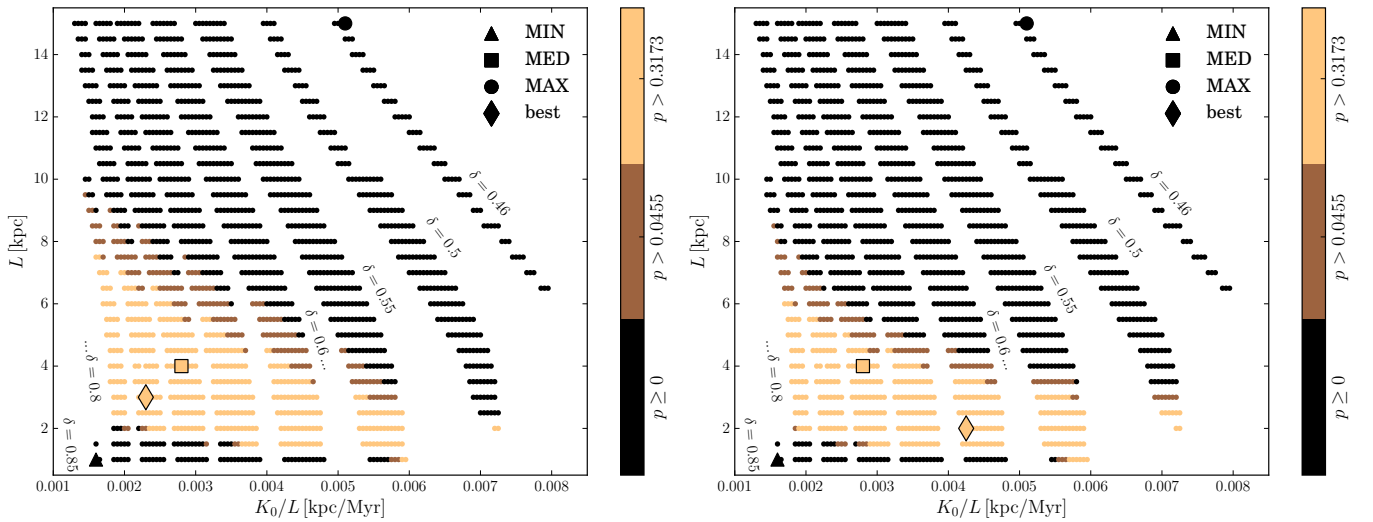 MIN
MED
MAX
best
14
12
10
8
6
4
2
L [kpc]
δ = 0.46
δ = 0.5
δ = 0.55
δ = 0.6 ...
... δ = 0.8
δ = 0.85
0.001 0.002 0.003 0.004 0.005 0.006 0.007 0.008
K₀/L [kpc/Myr]
p > 0.3173
p > 0.0455
p ≥ 0
MIN
MED
MAX
best
14
12
10
8
6
4
2
L [kpc]
δ = 0.46
δ = 0.5
δ = 0.55
δ = 0.6 ...
... δ = 0.8
δ = 0.85
0.001 0.002 0.003 0.004 0.005 0.006 0.007 0.008
K₀/L [kpc/Myr]
p > 0.3173
p > 0.0455
p ≥ 0